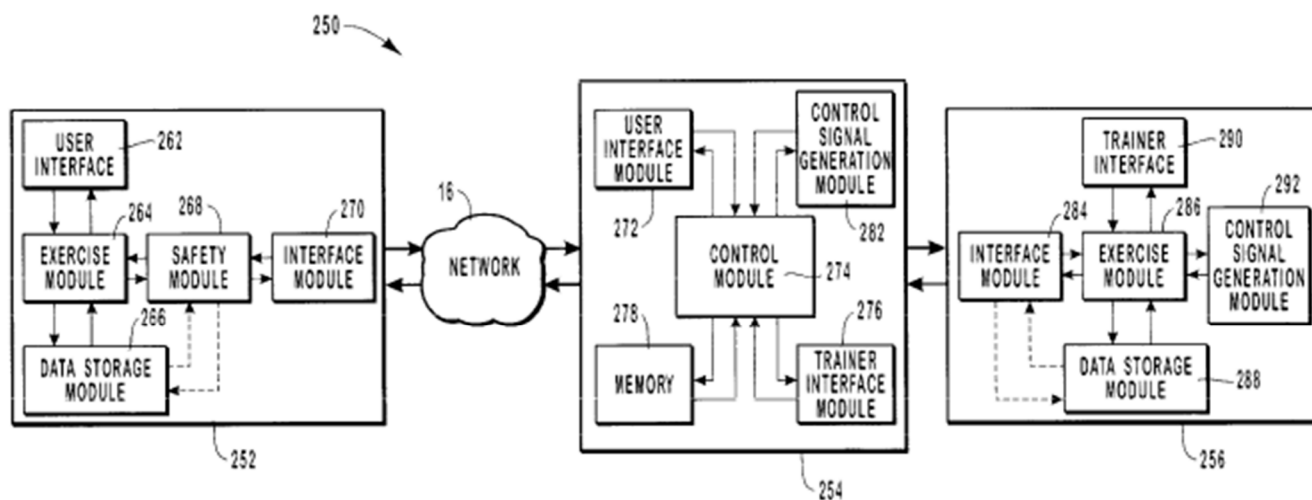 250
USER
INTERFACE
262
264
EXERCISE
MODULE
268
SAFETY
MODULE
270
INTERFACE
MODULE
266
DATA STORAGE
MODULE
252
16
NETWORK
USER
INTERFACE
MODULE
272
CONTROL
SIGNAL
GENERATION
MODULE
282
CONTROL
MODULE
274
278
MEMORY
276
TRAINER
INTERFACE
MODULE
254
TRAINER
INTERFACE
290
284
INTERFACE
MODULE
286
EXERCISE
MODULE
292
CONTROL
SIGNAL
GENERATION
MODULE
DATA STORAGE
MODULE
288
256